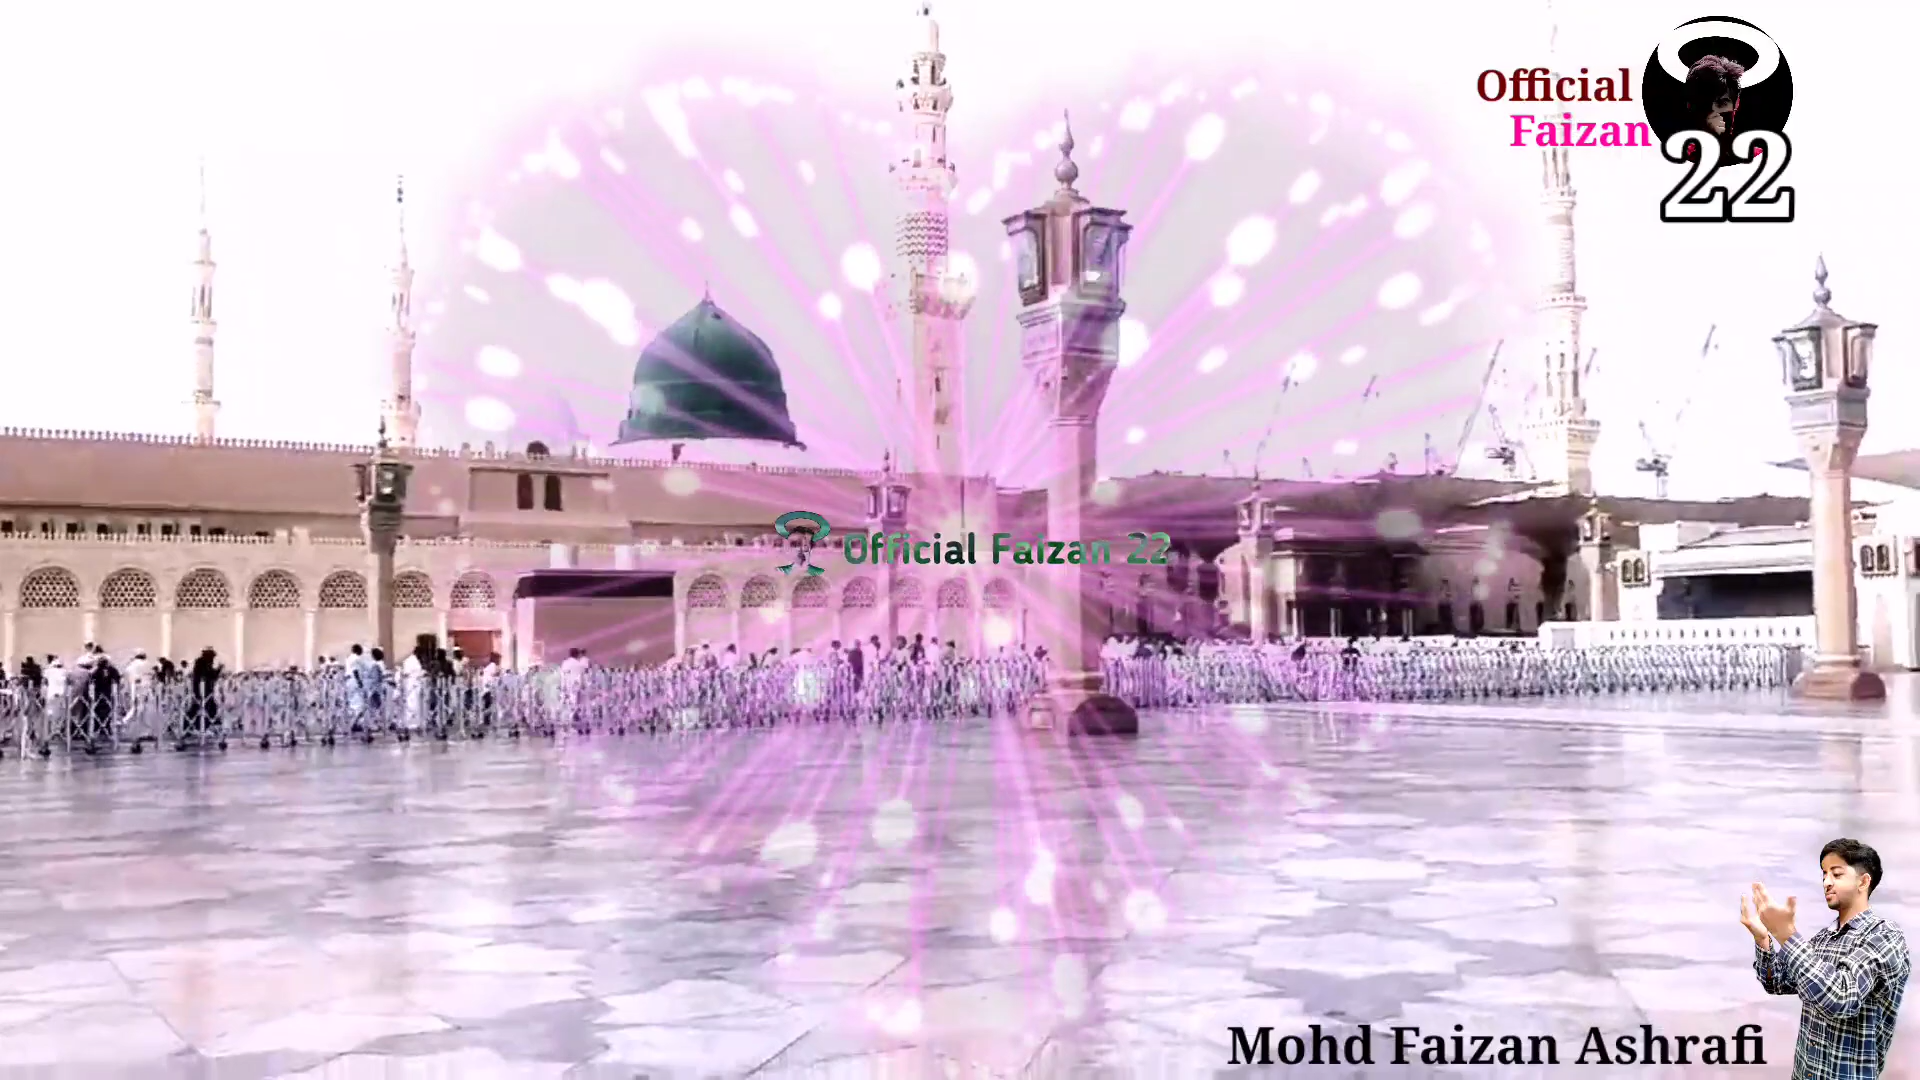 Official
Faizan
22
Official Faizan 22
Mohd Faizan Ashrafi